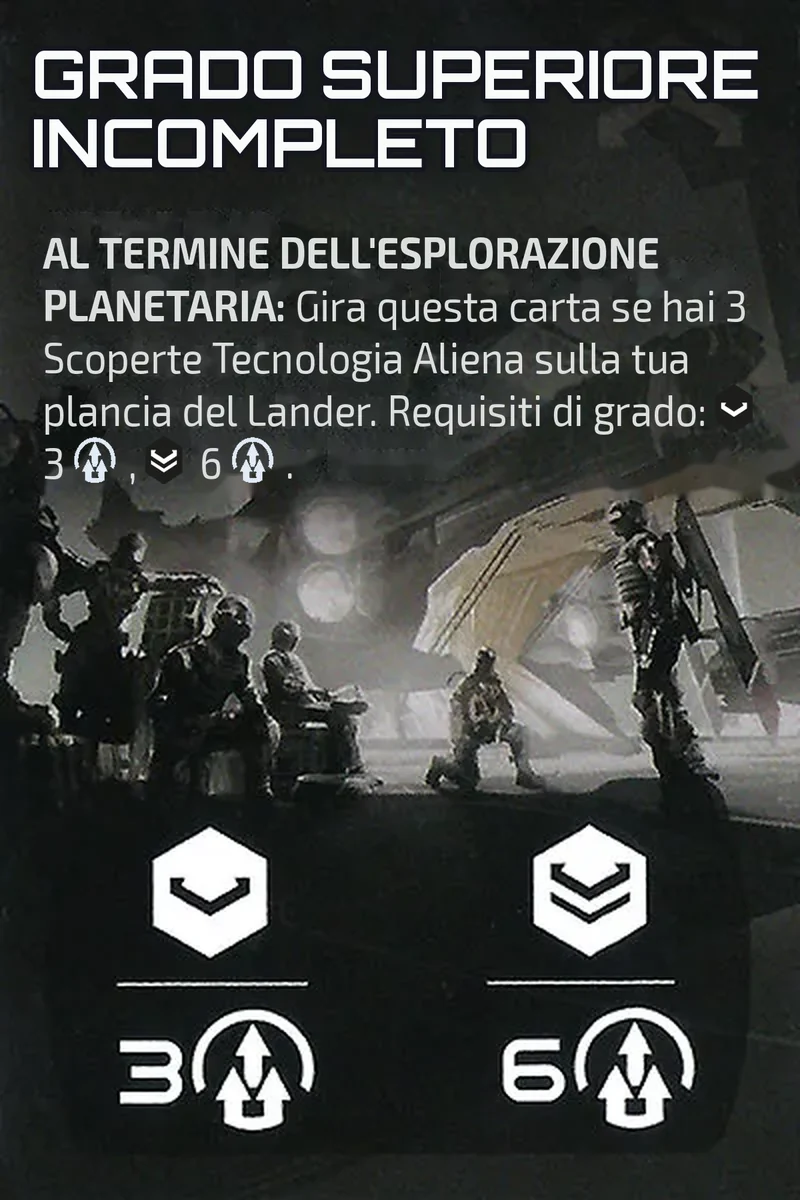 GRADO SUPERIORE
INCOMPLETO
AL TERMINE DELL'ESPLORAZIONE
PLANETARIA: Gira questa carta se hai 3
Scoperte Tecnologia Aliena sulla tua
plancia del Lander. Requisiti di grado:
3 , 6 .
3 6